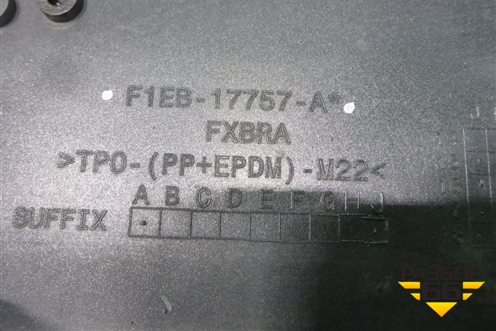 F1EB-17757-A*
FXBRA
>TPO-(PP+EPDM)-M22<
A B C D E F G H J
SUFFIX